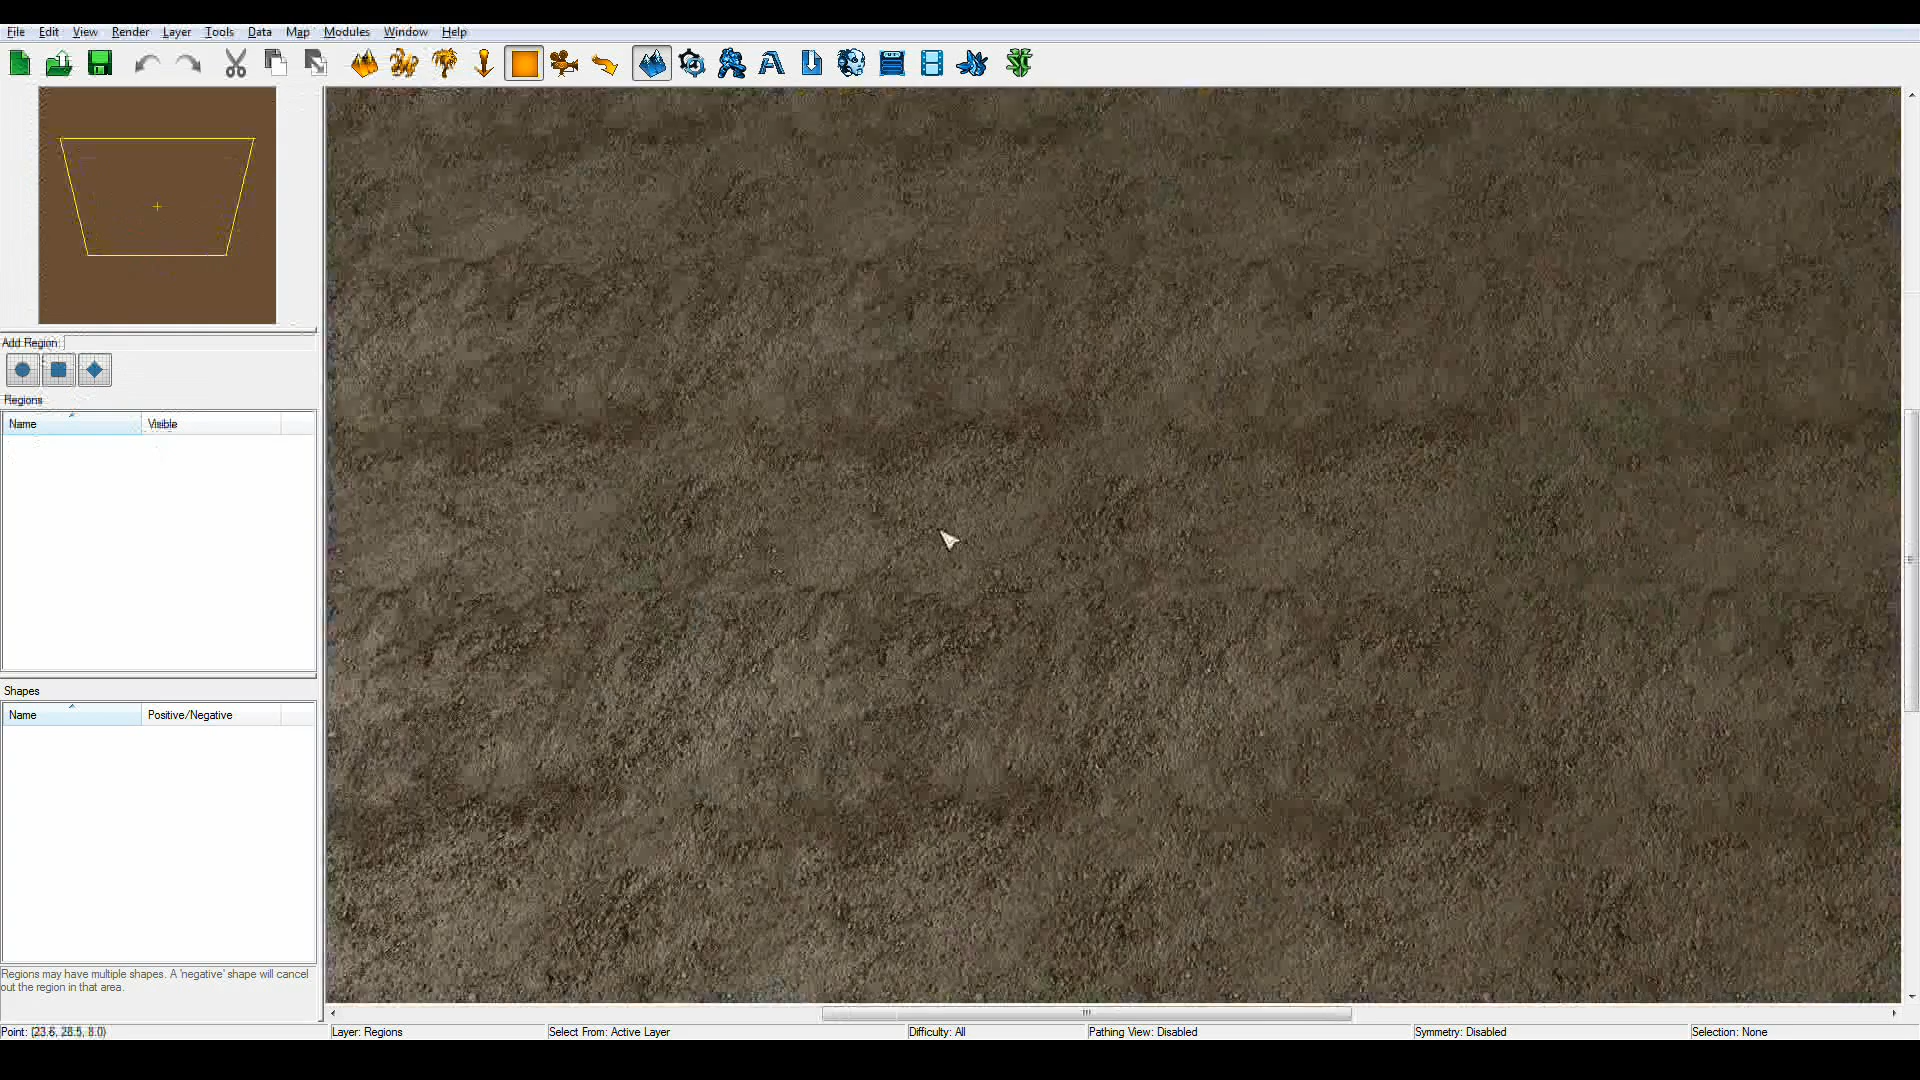 File Edit View Render Layer Tools Data Map Modules Window Help
Add Region:
Regions
Name Visible
Shapes
Name Positive/Negative
Regions may have multiple shapes. A 'negative' shape will cancel
out the region in that area.
Point: (23.6, 28.5, 8.0) Layer: Regions Select From: Active Layer Difficulty: All Pathing View: Disabled Symmetry: Disabled Selection: None